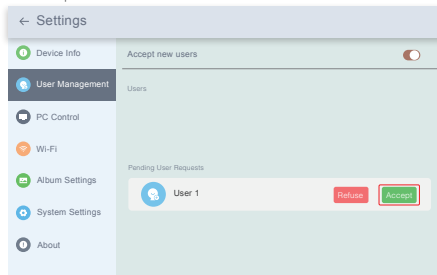 ← Settings
Device Info
Accept new users
User Management
Users
PC Control
Wi-Fi
Pending User Requests
Album Settings
User 1
Refuse
Accept
System Settings
About